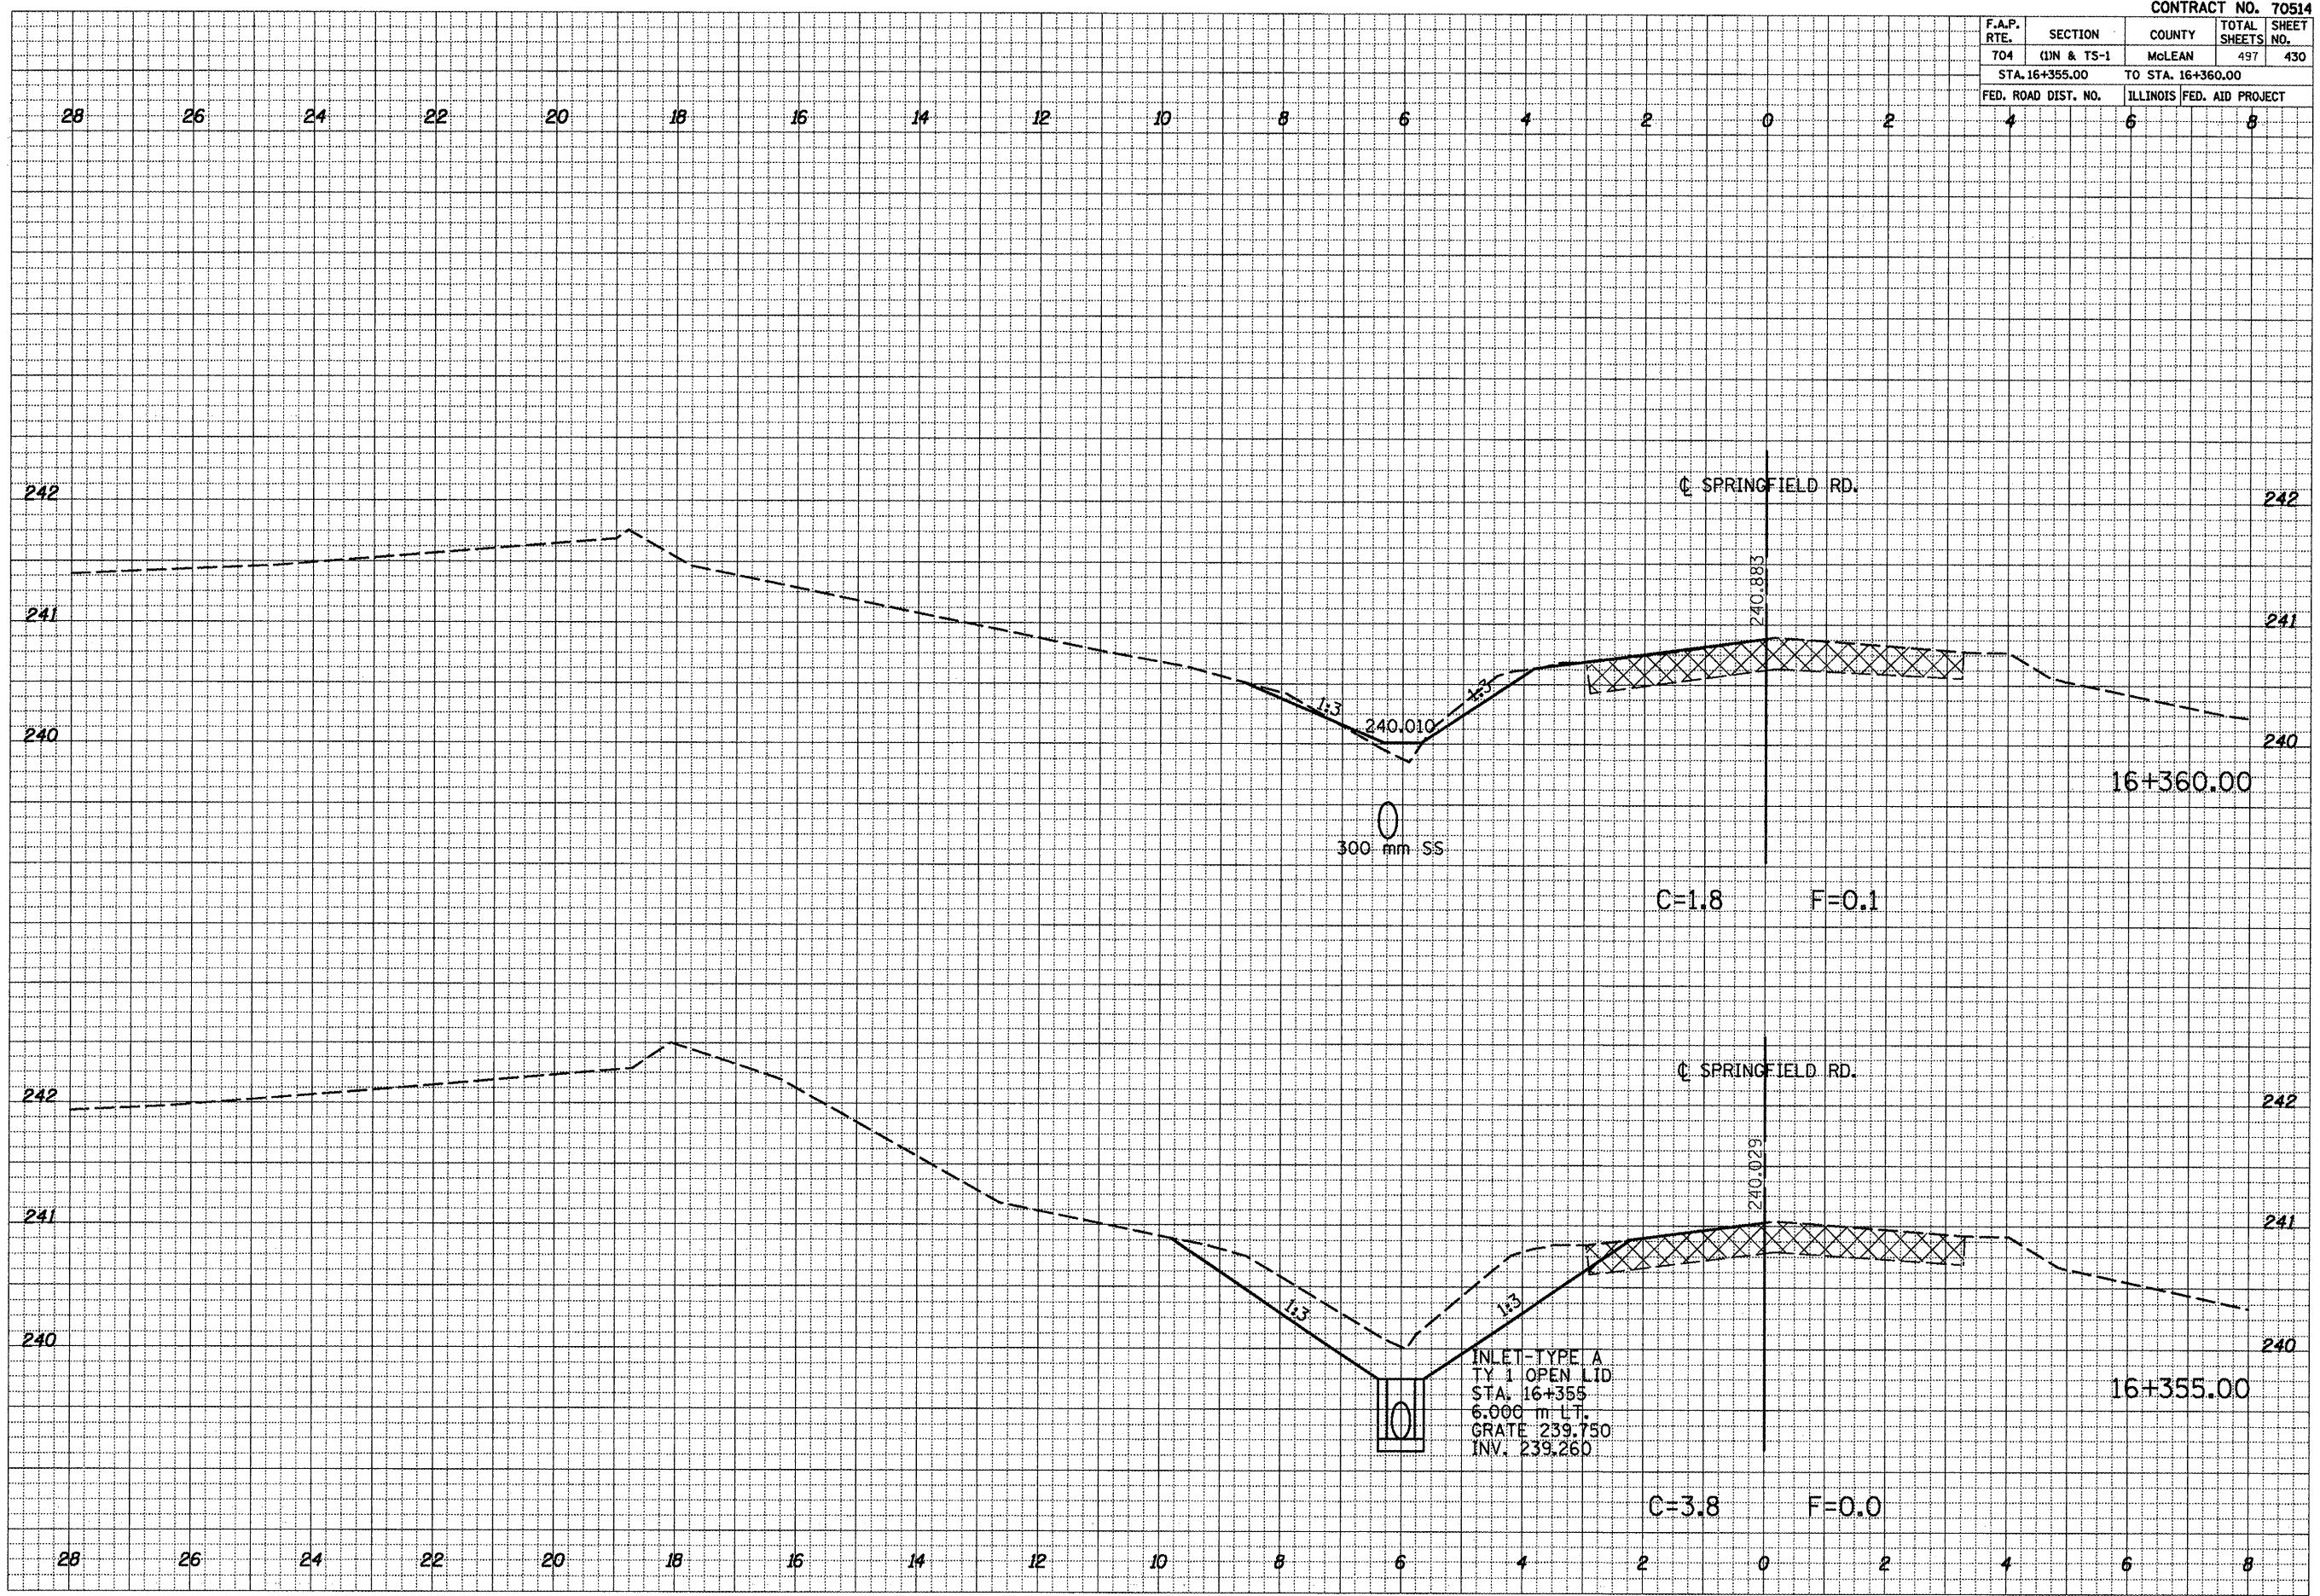 CONTRACT NO. 70514
F.A.P. RTE. SECTION COUNTY TOTAL SHEETS SHEET NO.
704 (1)N & TS-1 McLEAN 497 430
STA. 16+355.00 TO STA. 16+360.00
FED. ROAD DIST. NO. ILLINOIS FED. AID PROJECT
28 26 24 22 20 18 16 14 12 10 8 6 4 2 0 2 4 6 8
℄ SPRINGFIELD RD.
242 242
240.883
241 241
1:3 1:3
240.010
240 240
16+360.00
300 mm SS
C=1.8 F=0.1
℄ SPRINGFIELD RD.
242 242
240.029
241 241
1:3 1:3
240 240
INLET-TYPE A
TY 1 OPEN LID
STA. 16+355
6.000 m LT.
GRATE 239.750
INV. 239.260
16+355.00
C=3.8 F=0.0
28 26 24 22 20 18 16 14 12 10 8 6 4 2 0 2 4 6 8